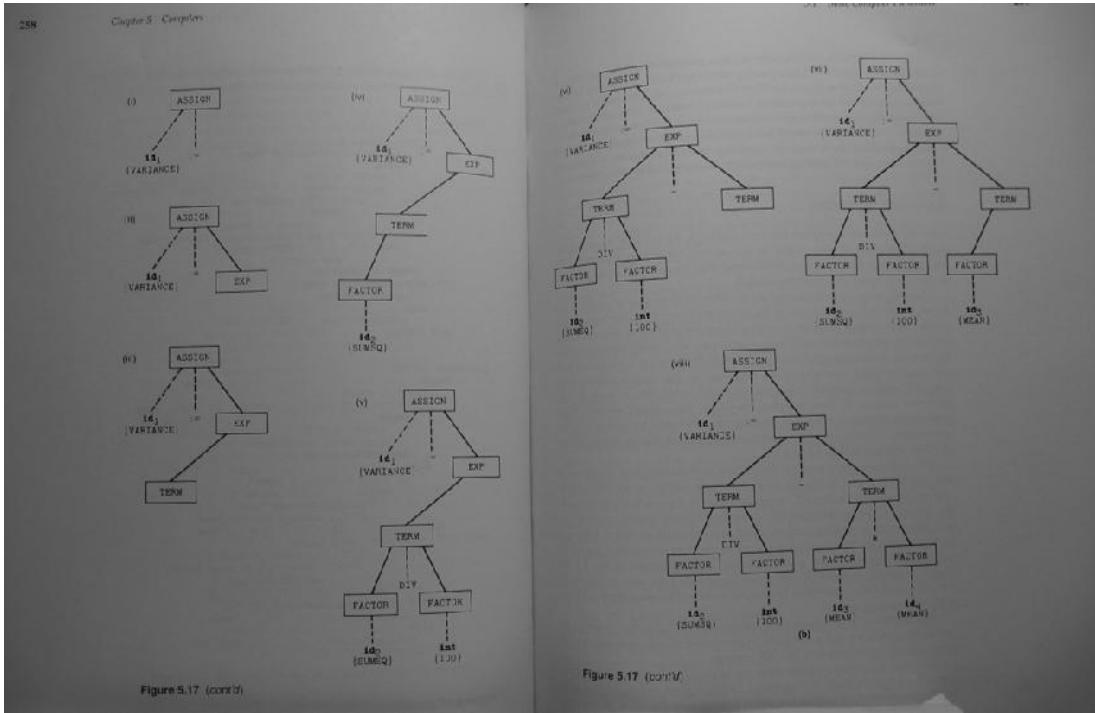 258
Chapter 5 Compilers
(i)
ASSIGN
id1
{VARIANCE}
:=
(ii)
ASSIGN
id1
{VARIANCE}
:=
EXP
(iii)
ASSIGN
id1
{VARIANCE}
:=
EXP
TERM
(iv)
ASSIGN
id1
{VARIANCE}
:=
EXP
TERM
FACTOR
id2
{SUMSQ}
(v)
ASSIGN
id1
{VARIANCE}
:=
EXP
TERM
DIV
FACTOR FACTOR
id2 int
{SUMSQ} {100}
Figure 5.17 (cont'd)
(vi)
ASSIGN
id1
{VARIANCE}
:=
EXP
-
TERM TERM
DIV
FACTOR FACTOR
id2 int
{SUMSQ} {100}
(vii)
ASSIGN
id1
{VARIANCE}
:=
EXP
-
TERM TERM
DIV
FACTOR FACTOR FACTOR
id2 int id3
{SUMSQ} {100} {MEAN}
(viii)
ASSIGN
id1
{VARIANCE}
:=
EXP
-
TERM TERM
DIV *
FACTOR FACTOR FACTOR FACTOR
id2 int id3 id4
{SUMSQ} {100} {MEAN {MEAN}
(b)
Figure 5.17 (cont'd)